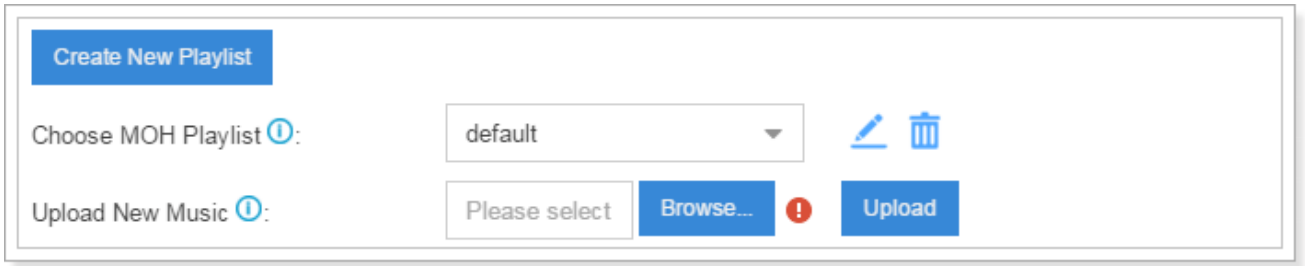 Create New Playlist
Choose MOH Playlist : default
Upload New Music : Please select Browse... Upload